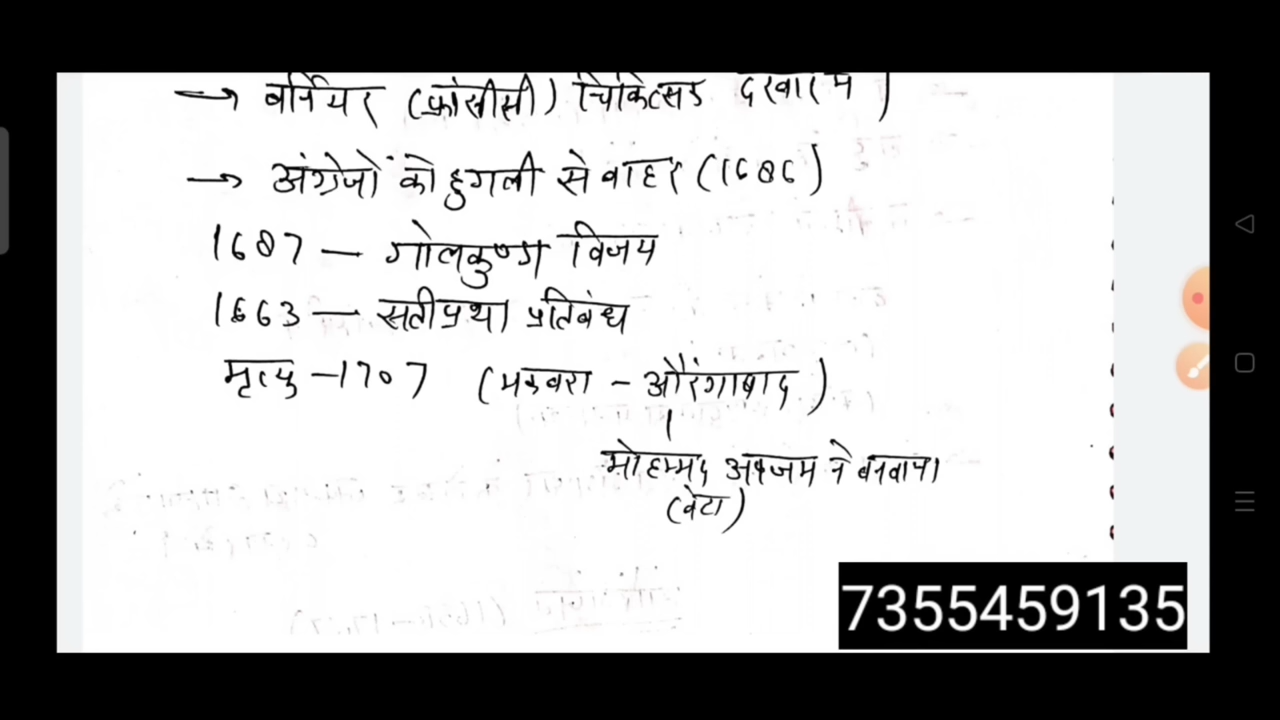 → बर्नियर (फ्रांसीसी) चिकित्सक दरबार में
→ अंग्रेजों को हुगली से बाहर (1686)
1687 – गोलकुण्डा विजय
1663 – सतीप्रथा प्रतिबंध
मृत्यु – 1707 (मकबरा – औरंगाबाद)
मोहम्मद आजम ने बनवाया
(बेटा)
7355459135